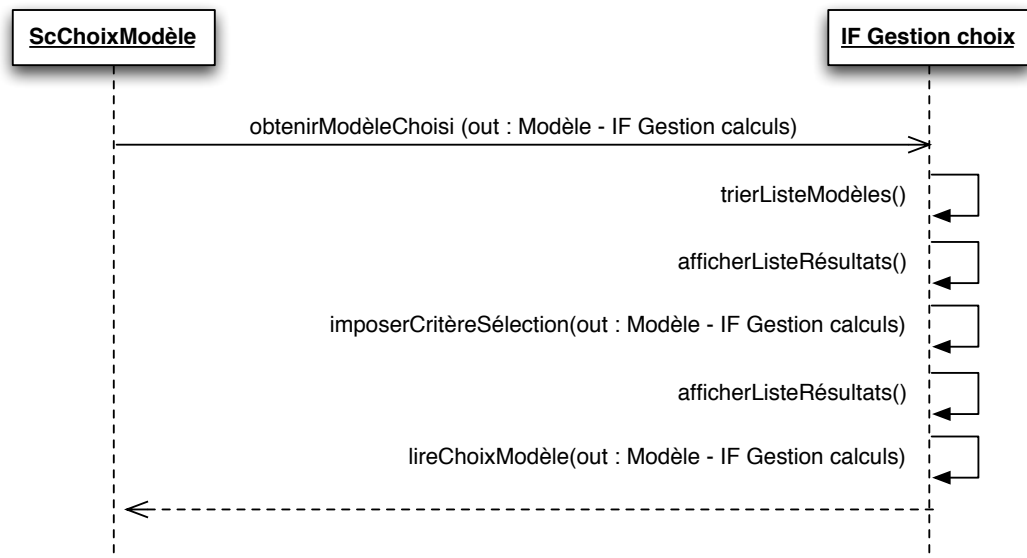 ScChoixModèle
IF Gestion choix
obtenirModèleChoisi (out : Modèle - IF Gestion calculs)
trierListeModèles()
afficherListeRésultats()
imposerCritèreSélection(out : Modèle - IF Gestion calculs)
afficherListeRésultats()
lireChoixModèle(out : Modèle - IF Gestion calculs)